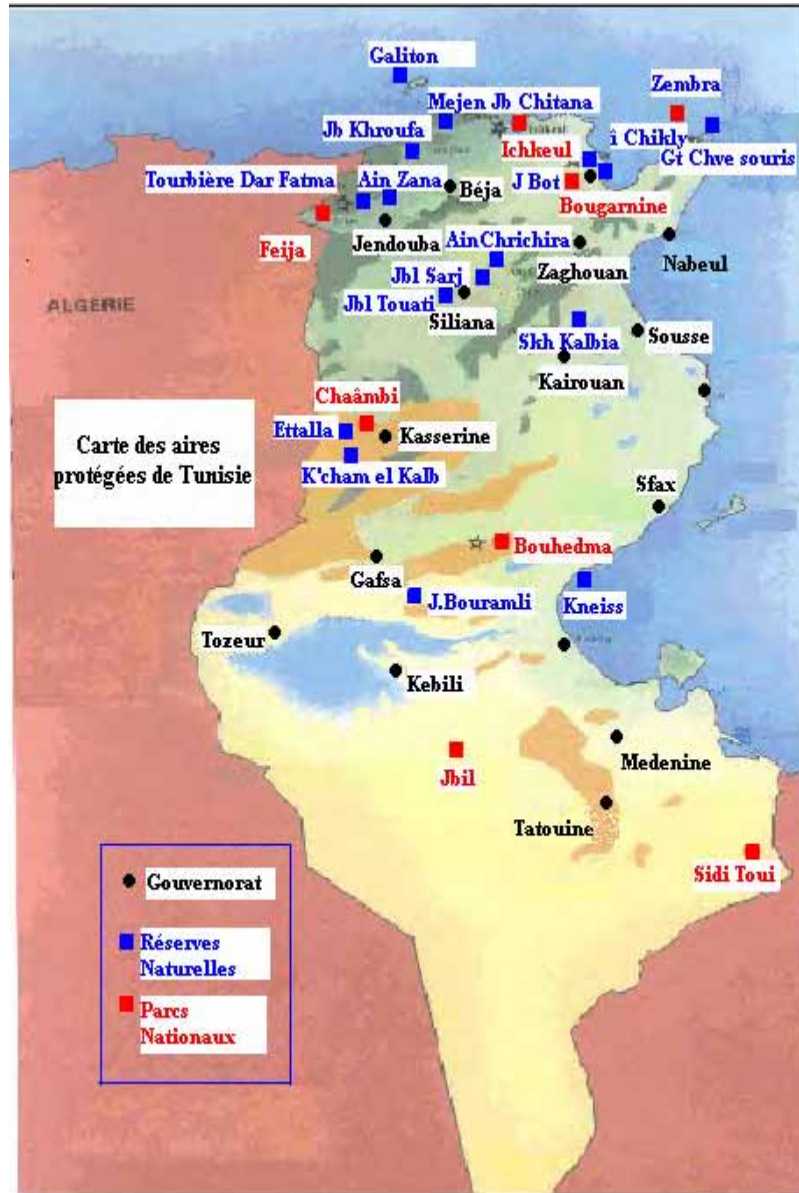 Galiton
Zembra
Mejen Jb Chitana
Jb Khroufa
Ichkeul
î Chikly
Gt Chve souris
Tourbière Dar Fatma
Ain Zana
Béja
J Bot
Bougarnine
Feija
Jendouba
Ain Chrichira
Zaghouan
Nabeul
Jbl Sarj
ALGERIE
Jbl Touati
Siliana
Skh Kalbia
Sousse
Kairouan
Chaâmbi
Ettalla
Kasserine
Carte des aires
protégées de Tunisie
K'cham el Kalb
Sfax
Bouhedma
Gafsa
J.Bouramli
Kneiss
Tozeur
Kebili
Medenine
Jbil
Tatouine
Sidi Toui
Gouvernorat
Réserves
Naturelles
Parcs
Nationaux